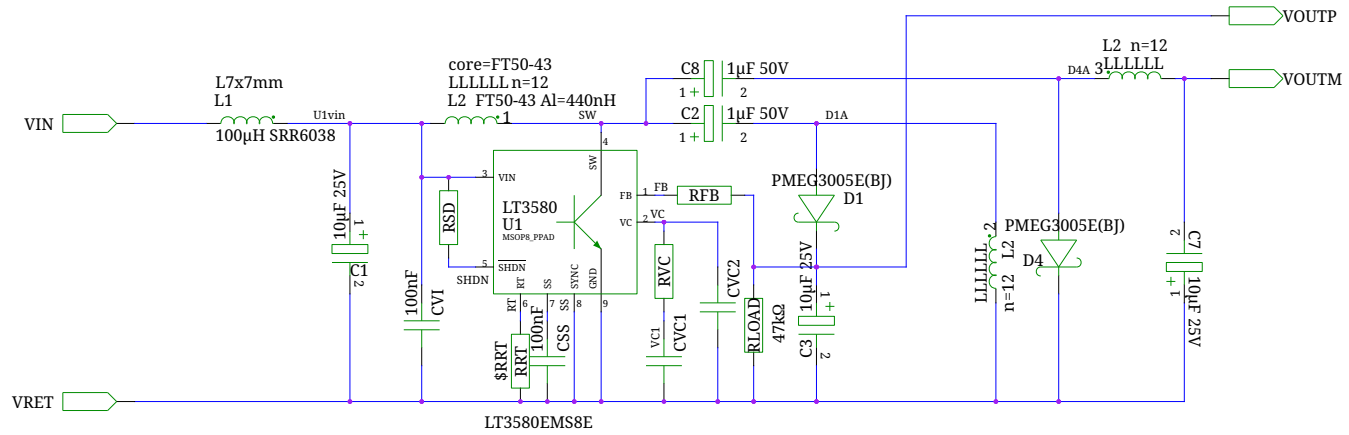 VOUTP
L2 n=12
LLLLLL
D4A 3
VOUTM
core=FT50-43
LLLLLL n=12
L2 FT50-43 Al=440nH
1
C8 1µF 50V
1 + 2
L7x7mm
L1
100µH SRR6038
VIN
U1vin
SW
C2 1µF 50V
1 + 2
D1A
4
SW
3 VIN
LT3580
U1
MSOP8_PPAD
FB 1 FB
RFB
VC 2 VC
PMEG3005E(BJ)
D1
PMEG3005E(BJ)
D4
RSD
5 SHDN
SHDN
RT
SS
SYNC
GND
RT 6
7
SS 8
9
10µF 25V
1 +
C1
2
100nF
CVI
$RRT
RRT
100nF
CSS
RVC
VC1
CVC1
CVC2
RLOAD
47kΩ
10µF 25V
1 +
C3
2
2
LLLLLL
L2
n=12
2
C7
+ 1
10µF 25V
VRET
LT3580EMS8E